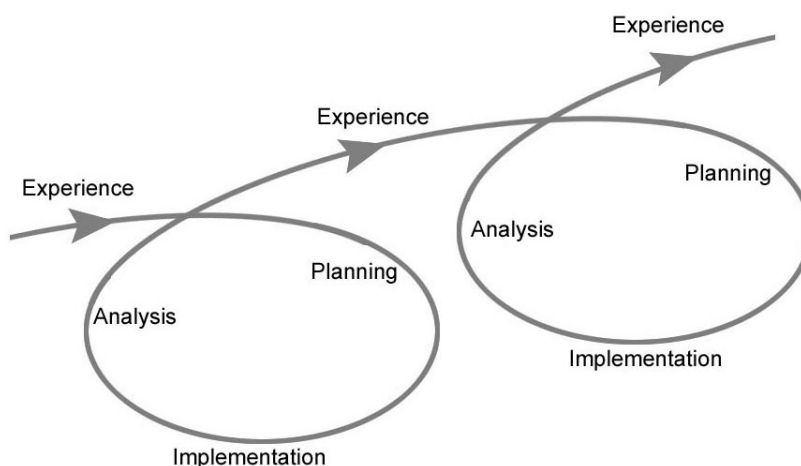 Experience
Experience
Experience
Planning
Analysis
Planning
Analysis
Implementation
Implementation